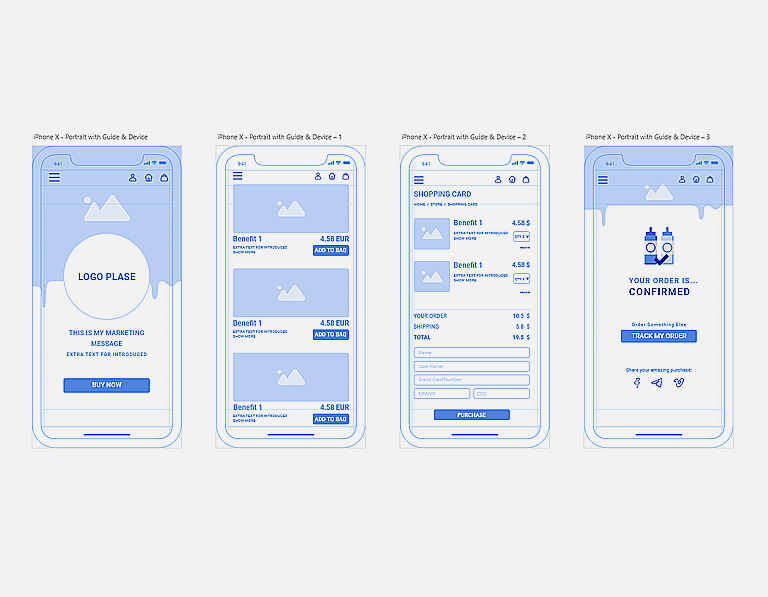 iPhone X - Portrait with Guide & Device
9:41
LOGO PLASE
THIS IS MY MARKETING
MESSAGE
EXTRA TEXT FOR INTRODUCED
BUY NOW
iPhone X - Portrait with Guide & Device – 1
9:41
Benefit 1 4.58 EUR
EXTRA TEXT FOR INTRODUCED
SHOW MORE
ADD TO BAG
Benefit 1 4.58 EUR
EXTRA TEXT FOR INTRODUCED
SHOW MORE
ADD TO BAG
Benefit 1 4.58 EUR
EXTRA TEXT FOR INTRODUCED
SHOW MORE
ADD TO BAG
iPhone X - Portrait with Guide & Device – 2
9:41
SHOPPING CARD
HOME / STORE / SHOPPING CARD
Benefit 1 4.58 $
EXTRA TEXT FOR INTRODUCED
SHOW MORE
QTY 2
Benefit 1 4.58 $
EXTRA TEXT FOR INTRODUCED
SHOW MORE
QTY 2
YOUR ORDER 10.5 $
SHIPPING 5.8 $
TOTAL 19.5 $
Name
User Name
Credit Card Number
MM/YY CVC
PURCHASE
iPhone X - Portrait with Guide & Device – 3
9:41
YOUR ORDER IS...
CONFIRMED
Order Something Else
TRACK MY ORDER
Share your amazing purchase: